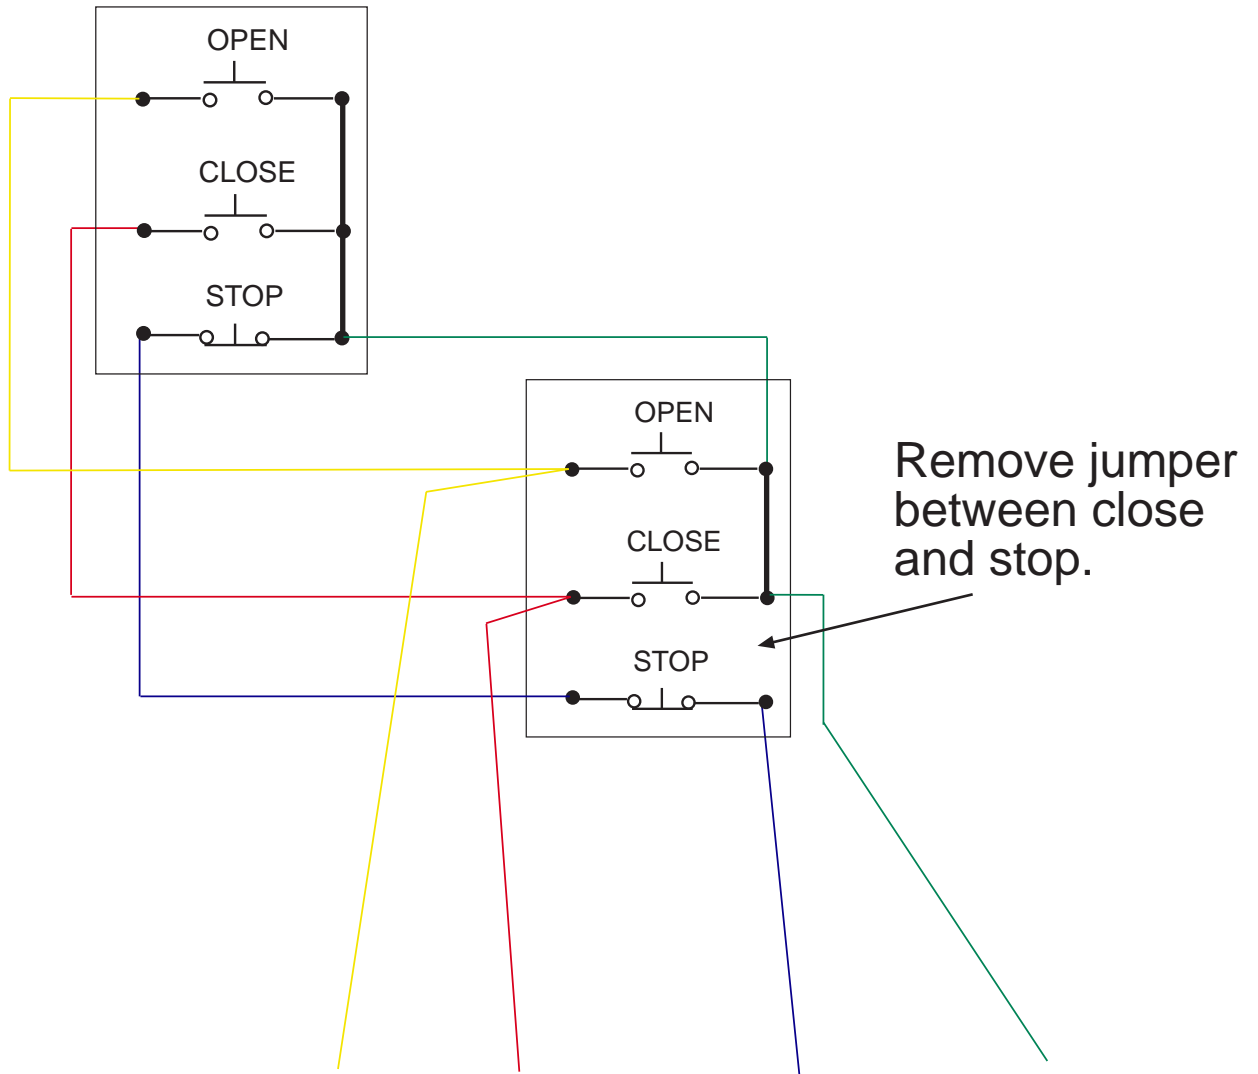 OPEN
CLOSE
STOP
OPEN
CLOSE
STOP
Remove jumper
between close
and stop.